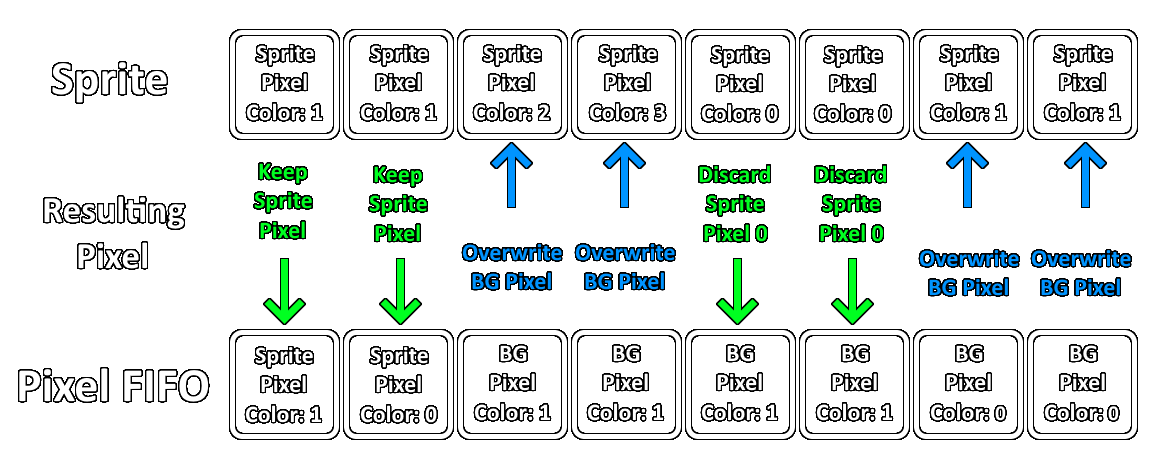 Sprite
Sprite Pixel Color: 1
Sprite Pixel Color: 1
Sprite Pixel Color: 2
Sprite Pixel Color: 3
Sprite Pixel Color: 0
Sprite Pixel Color: 0
Sprite Pixel Color: 1
Sprite Pixel Color: 1
Resulting
Pixel
Keep
Sprite
Pixel
Keep
Sprite
Pixel
Overwrite
BG Pixel
Overwrite
BG Pixel
Discard
Sprite
Pixel 0
Discard
Sprite
Pixel 0
Overwrite
BG Pixel
Overwrite
BG Pixel
Pixel FIFO
Sprite
Pixel
Color: 1
Sprite
Pixel
Color: 0
BG
Pixel
Color: 1
BG
Pixel
Color: 1
BG
Pixel
Color: 1
BG
Pixel
Color: 1
BG
Pixel
Color: 0
BG
Pixel
Color: 0